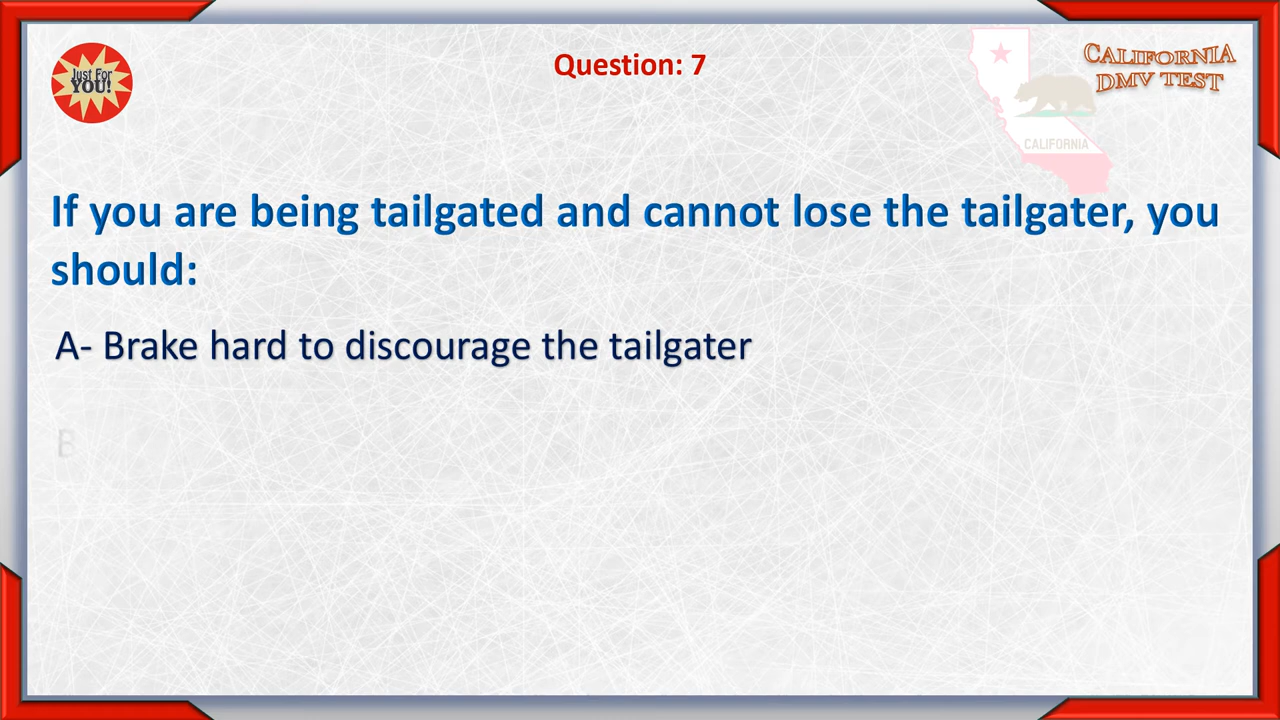 Just For
YOU!
Question: 7
CALIFORNIA
DMV TEST
CALIFORNIA
If you are being tailgated and cannot lose the tailgater, you
should:
A- Brake hard to discourage the tailgater
B